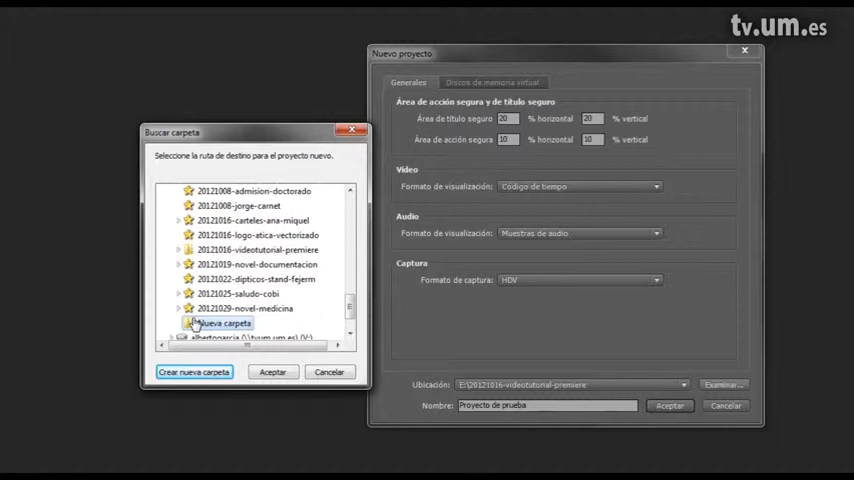 tv.um.es
Nuevo proyecto
Generales
Discos de memoria virtual
Área de acción segura y de título seguro
Área de título seguro
20
% horizontal
20
% vertical
Área de acción segura
10
% horizontal
10
% vertical
Vídeo
Formato de visualización:
Código de tiempo
Audio
Formato de visualización:
Muestras de audio
Captura
Formato de captura:
HDV
Ubicación:
E:\20121016-videotutorial-premiere
Examinar...
Nombre:
Proyecto de prueba
Aceptar
Cancelar
Buscar carpeta
Seleccione la ruta de destino para el proyecto nuevo.
20121008-admision-doctorado
20121008-jorge-carnet
20121016-carteles-ana-miquel
20121016-logo-atica-vectorizado
20121016-videotutorial-premiere
20121019-novel-documentacion
20121022-dipticos-stand-fejerm
20121025-saludo-cobi
20121029-novel-medicina
Nueva carpeta
albertogarcia (\\tvum.um.es) (V:)
Crear nueva carpeta
Aceptar
Cancelar